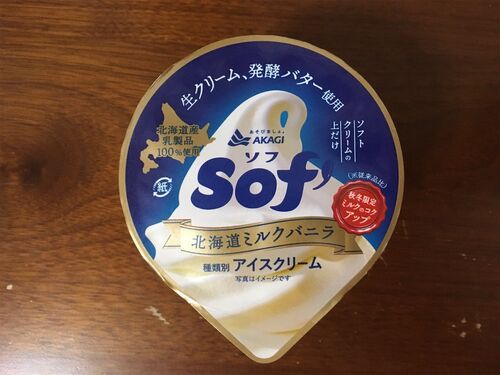 生クリーム、発酵バター使用
北海道産
乳製品
100%使用
ソフト
クリームの
上だけ
あそびましょ。
AKAGI
ソフ
Sof'
(※従来品比)
秋冬限定
ミルクのコク
アップ
紙
北海道ミルクバニラ
種類別 アイスクリーム
写真はイメージです